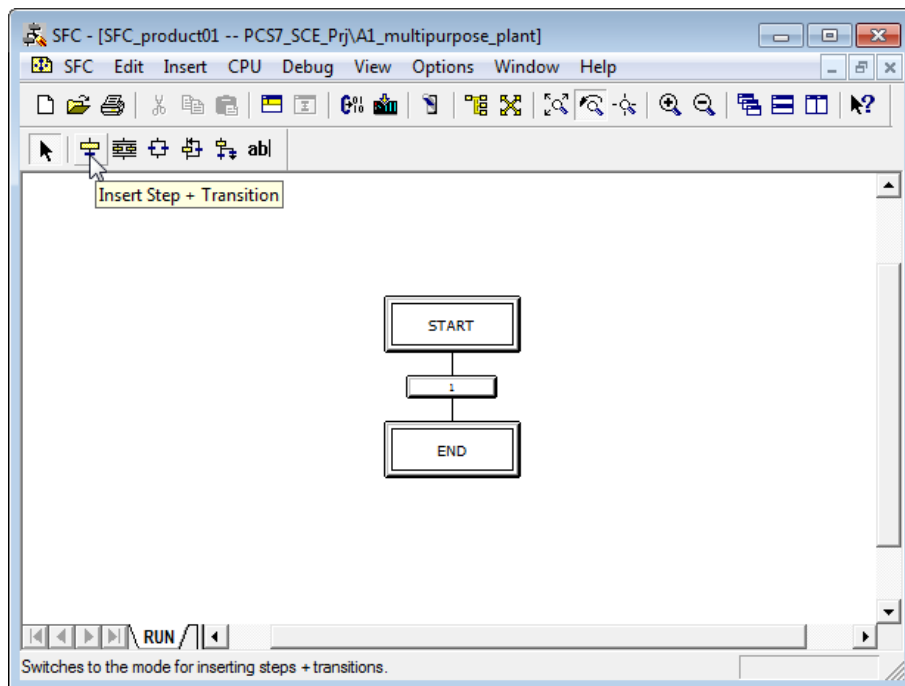 SFC - [SFC_product01 -- PCS7_SCE_Prj\A1_multipurpose_plant]
SFC Edit Insert CPU Debug View Options Window Help
abl
Insert Step + Transition
START
1
END
RUN
Switches to the mode for inserting steps + transitions.